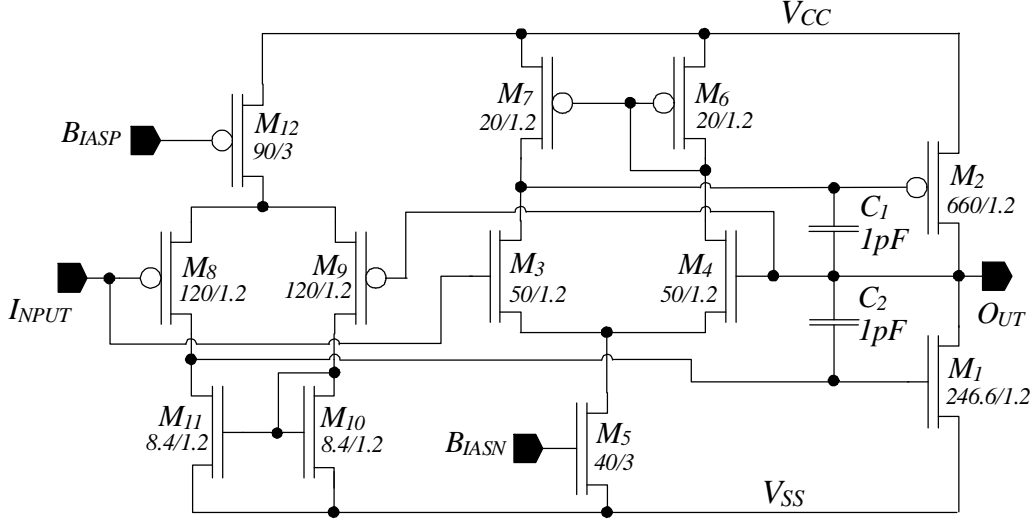 VCC
M7
20/1.2
M6
20/1.2
BIASP
M12
90/3
M2
660/1.2
C1
1pF
M8
120/1.2
M9
120/1.2
M3
50/1.2
M4
50/1.2
INPUT
OUT
C2
1pF
M1
246.6/1.2
M11
8.4/1.2
M10
8.4/1.2
BIASN
M5
40/3
VSS